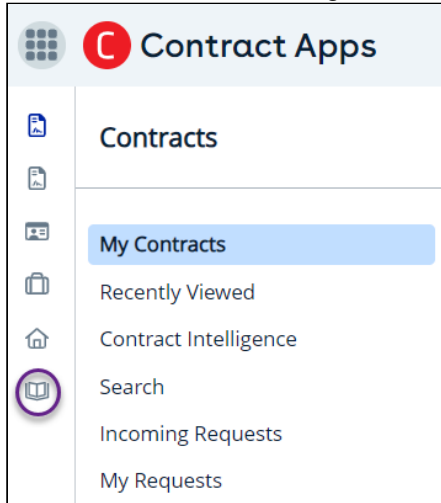 C Contract Apps
Contracts
My Contracts
Recently Viewed
Contract Intelligence
Search
Incoming Requests
My Requests